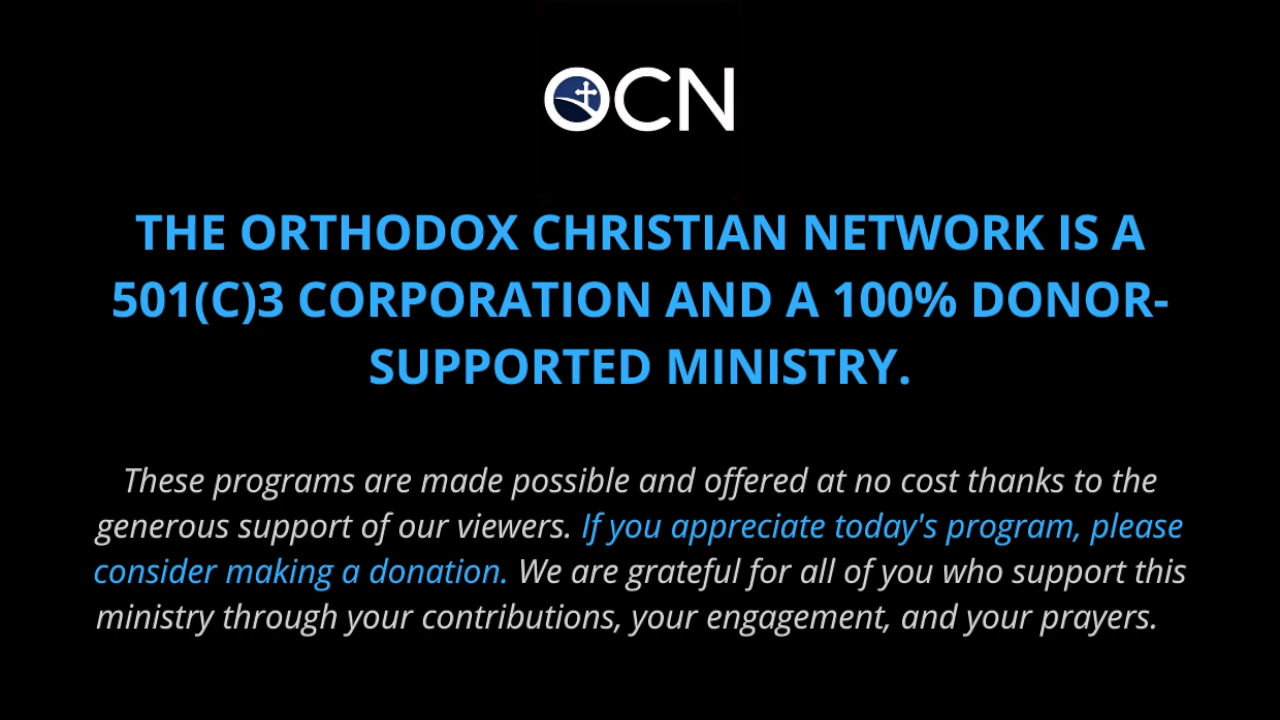 OCN
THE ORTHODOX CHRISTIAN NETWORK IS A
501(C)3 CORPORATION AND A 100% DONOR-
SUPPORTED MINISTRY.
These programs are made possible and offered at no cost thanks to the
generous support of our viewers. If you appreciate today's program, please
consider making a donation. We are grateful for all of you who support this
ministry through your contributions, your engagement, and your prayers.